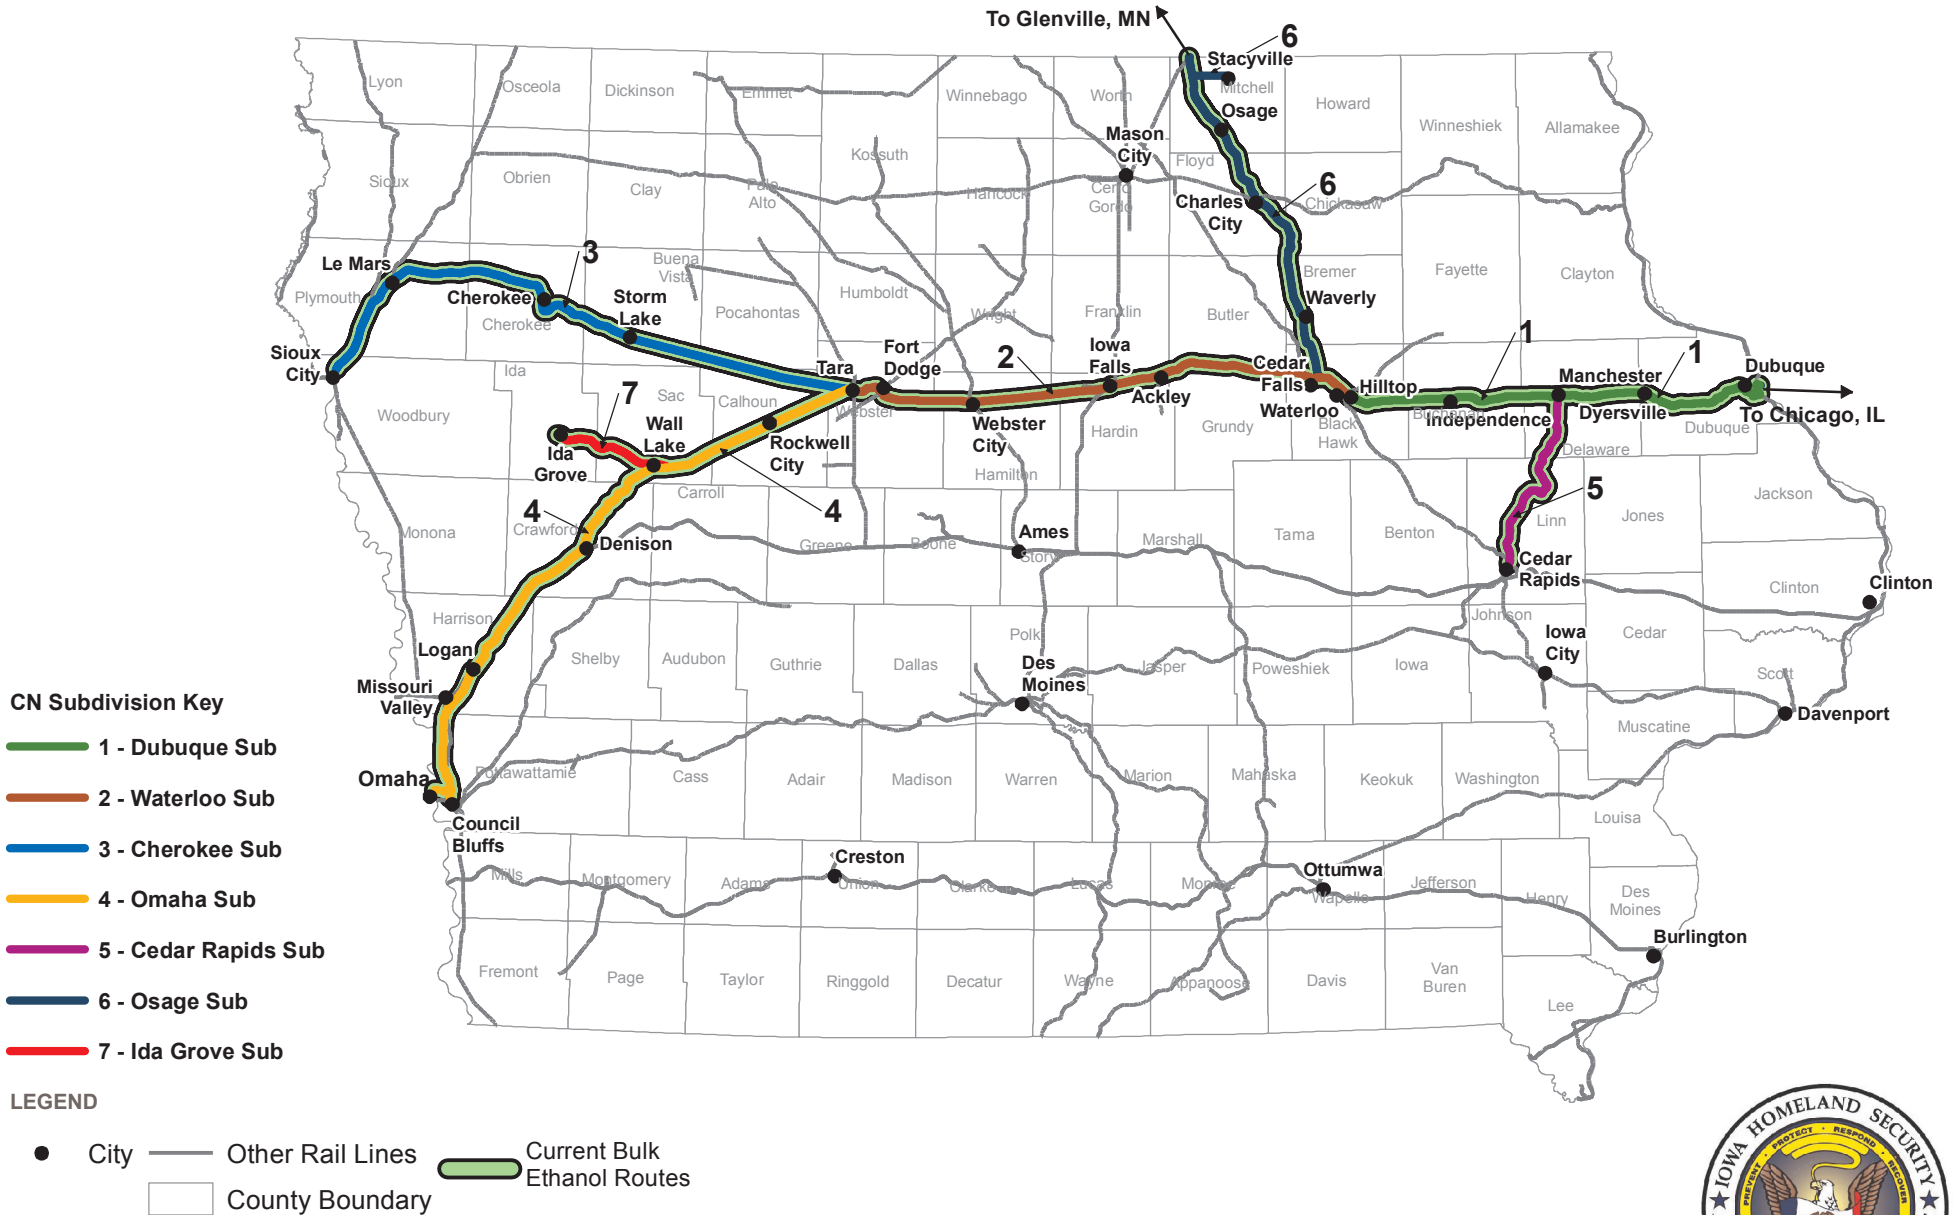 To Glenville, MN
6
Stacyville
Lyon
Osceola
Dickinson
Emmet
Winnebago
Worth
Mitchell
Howard
Winneshiek
Allamakee
Osage
Mason
City
Kossuth
Floyd
Sioux
Obrien
Clay
Palo
Alto
Hancock
Cerro
Gordo
Charles
City
6
Chickasaw
Le Mars
3
Buena
Vista
Plymouth
Cherokee
Cherokee
Storm
Lake
Pocahontas
Humboldt
Wright
Franklin
Butler
Bremer
Waverly
Fayette
Clayton
Sioux
City
Ida
Sac
Calhoun
Tara
Fort
Dodge
Webster
2
Iowa
Falls
Ackley
Cedar
Falls
Waterloo
Hilltop
1
1
Manchester
Dubuque
Dyersville
To Chicago, IL
Buchanan
Independence
Black
Hawk
Delaware
Dubuque
Woodbury
7
Wall
Lake
Ida
Grove
Rockwell
City
Webster
City
Hamilton
Hardin
Grundy
Carroll
4
4
Crawford
Denison
Monona
Greene
Boone
Ames
Story
Marshall
Tama
Benton
Linn
5
Jones
Jackson
Cedar
Rapids
Clinton
Clinton
Harrison
Logan
Shelby
Audubon
Guthrie
Dallas
Polk
Des
Moines
Jasper
Poweshiek
Iowa
Johnson
Iowa
City
Cedar
Scott
Davenport
Muscatine
Missouri
Valley
Omaha
Pottawattamie
Council
Bluffs
Cass
Adair
Madison
Warren
Marion
Mahaska
Keokuk
Washington
Louisa
Mills
Montgomery
Adams
Creston
Union
Clarke
Lucas
Monroe
Ottumwa
Wapello
Jefferson
Henry
Des
Moines
Burlington
Fremont
Page
Taylor
Ringgold
Decatur
Wayne
Appanoose
Davis
Van
Buren
Lee
CN Subdivision Key
1 - Dubuque Sub
2 - Waterloo Sub
3 - Cherokee Sub
4 - Omaha Sub
5 - Cedar Rapids Sub
6 - Osage Sub
7 - Ida Grove Sub
LEGEND
City
Other Rail Lines
County Boundary
Current Bulk
Ethanol Routes
IOWA HOMELAND SECURITY
PREVENT · PROTECT · RESPOND · RECOVER